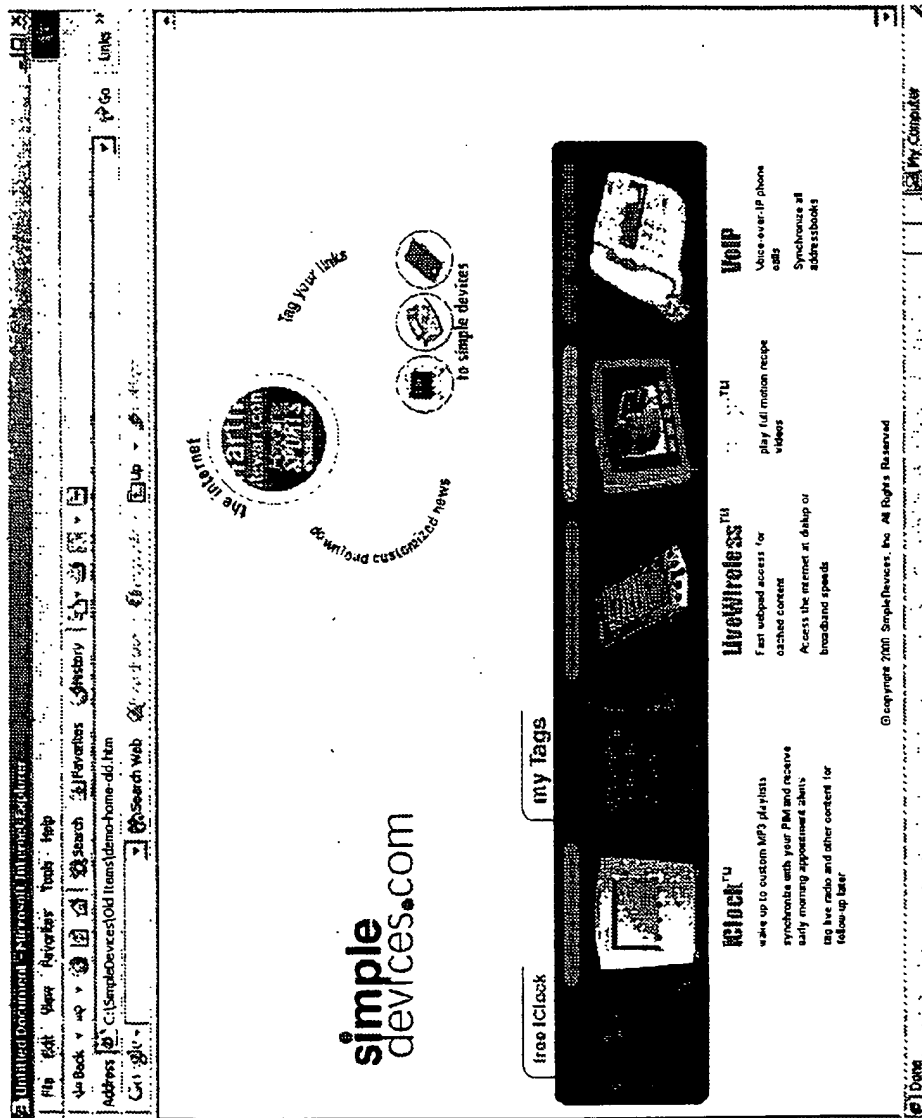 Untitled Document - Microsoft Internet Explorer
File Edit View Favorites Tools Help
Back Search Favorites History
Address C:\SimpleDevices\Old Items\demo-home-dd.htm Go Links »
Google Search Web Up
the internet
Tag your links
download customized news
to simple devices
simple
devices.com
free iClock
my Tags
iClock™
wake up to custom MP3 playlists
synchronize with your PIM and receive
early morning appointment alerts
tag live radio and other content for
follow-up later
LiveWireless™
Fast webpad access for
cached content
Access the internet at dialup or
broadband speeds
™
play full motion recipe
videos
VoIP
Voice-over-IP phone
calls
Synchronize all
addressbooks
© copyright 2000 SimpleDevices, Inc All Rights Reserved
Done
My Computer